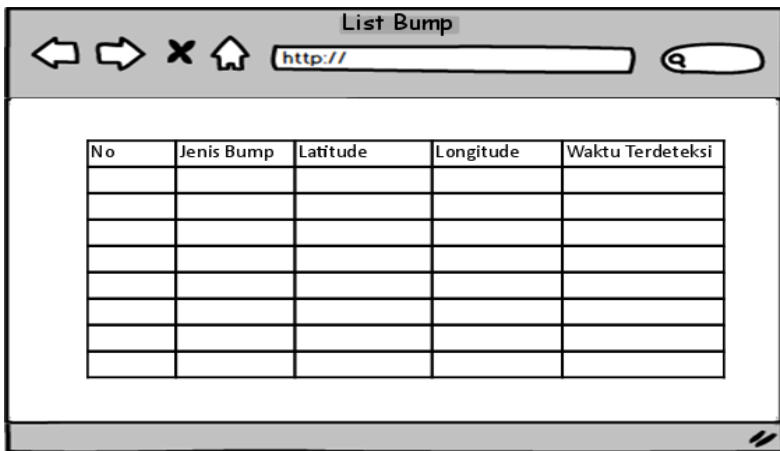 List Bump
http://
No Jenis Bump Latitude Longitude Waktu Terdeteksi